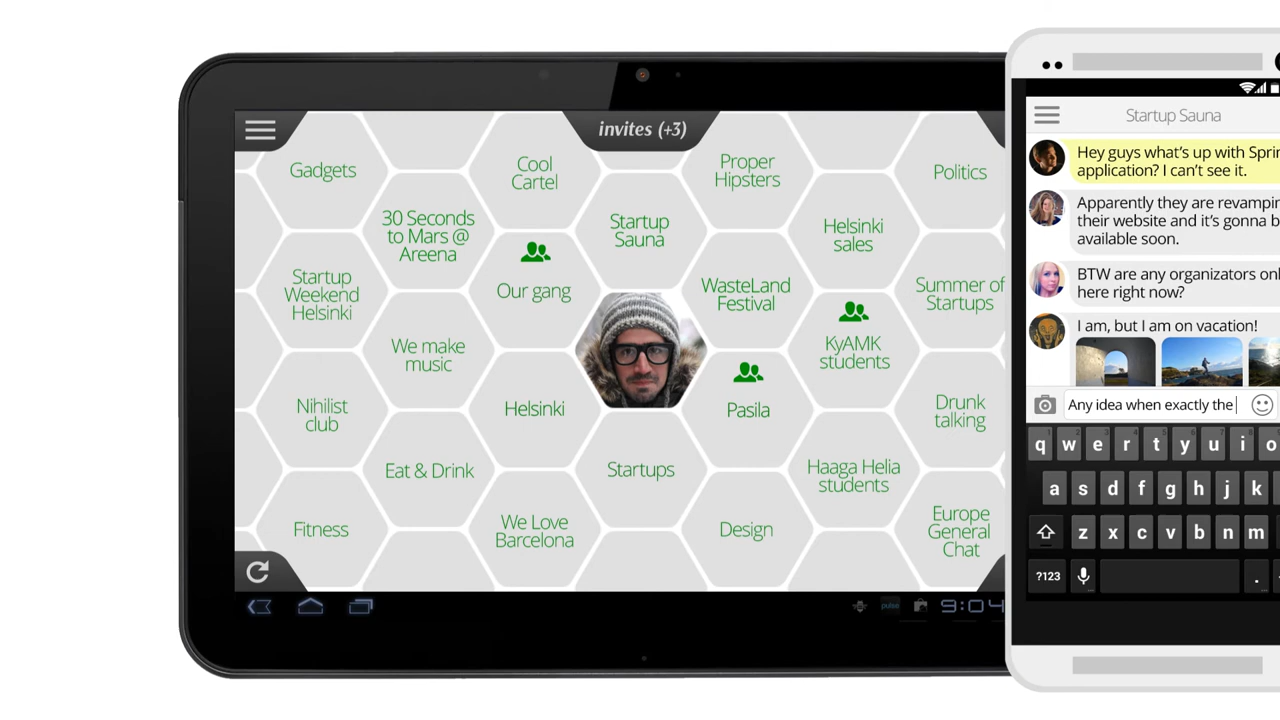 invites (+3)
Gadgets
Cool
Cartel
Proper
Hipsters
Politics
30 Seconds
to Mars @
Areena
Startup
Sauna
Helsinki
sales
Startup
Weekend
Helsinki
Our gang
WasteLand
Festival
Summer of
Startups
We make
music
KyAMK
students
Nihilist
club
Helsinki
Pasila
Drunk
talking
Eat & Drink
Startups
Haaga Helia
students
Fitness
We Love
Barcelona
Design
Europe
General
Chat
pulse
9:04
Startup Sauna
Hey guys what's up with Sprin
application? I can't see it.
Apparently they are revampin
their website and it's gonna b
available soon.
BTW are any organizators onl
here right now?
I am, but I am on vacation!
Any idea when exactly the
q w e r t y u i o
a s d f g h j k
z x c v b n m
?123 .